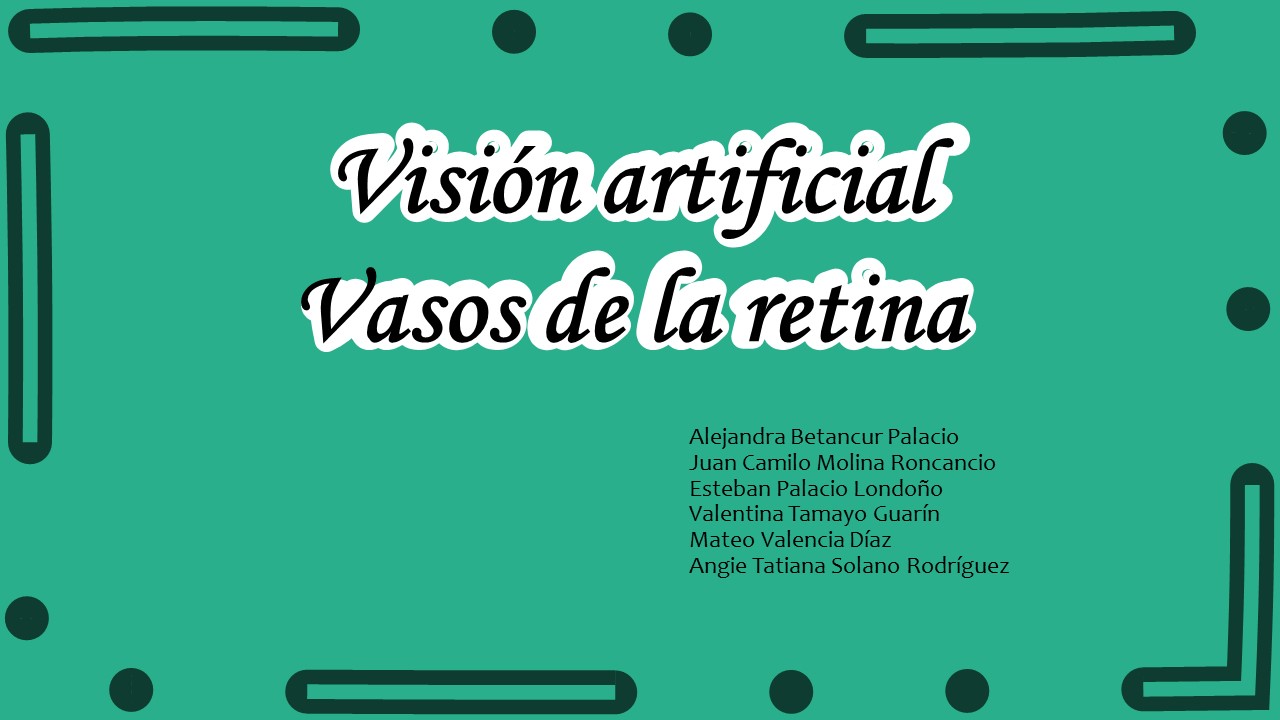 Visión artificial
Vasos de la retina
Alejandra Betancur Palacio
Juan Camilo Molina Roncancio
Esteban Palacio Londoño
Valentina Tamayo Guarín
Mateo Valencia Díaz
Angie Tatiana Solano Rodríguez